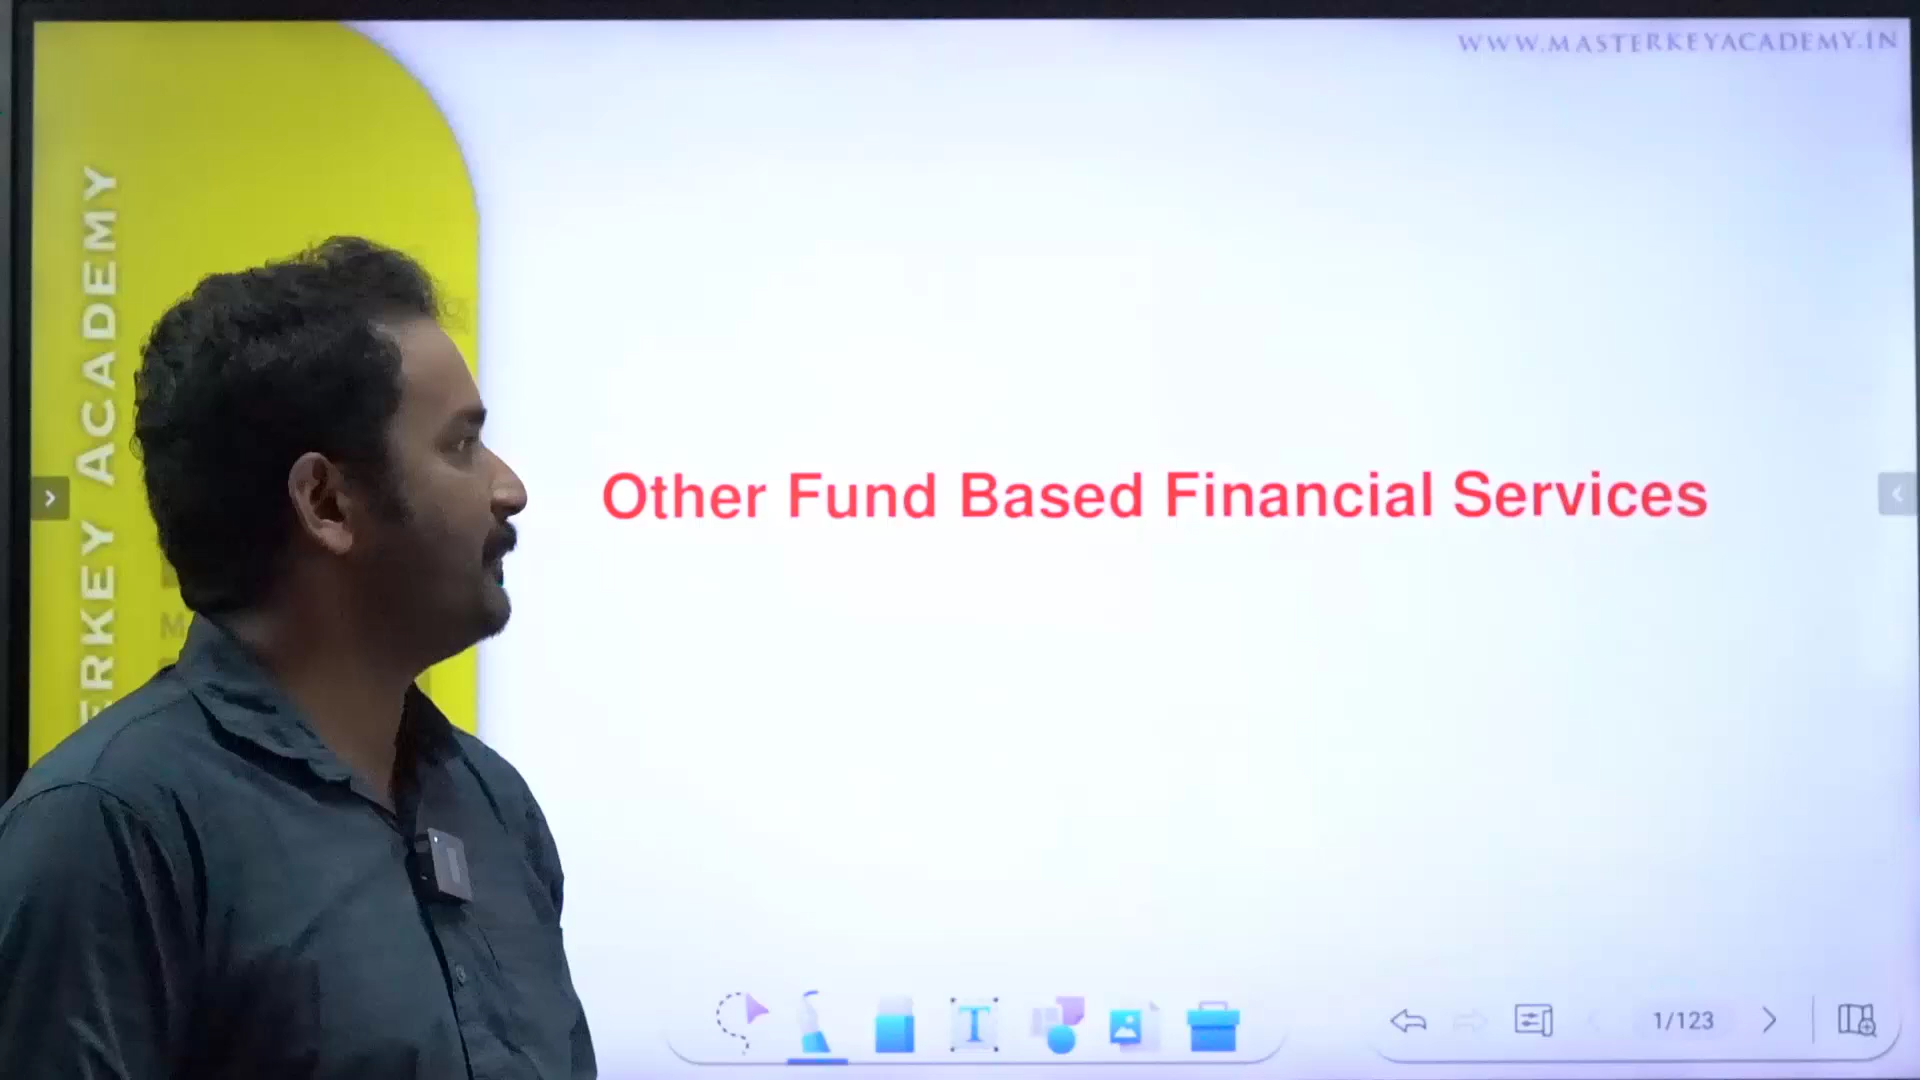 WWW.MASTERKEYACADEMY.IN
ERKEY ACADEMY
Other Fund Based Financial Services
T
1/123